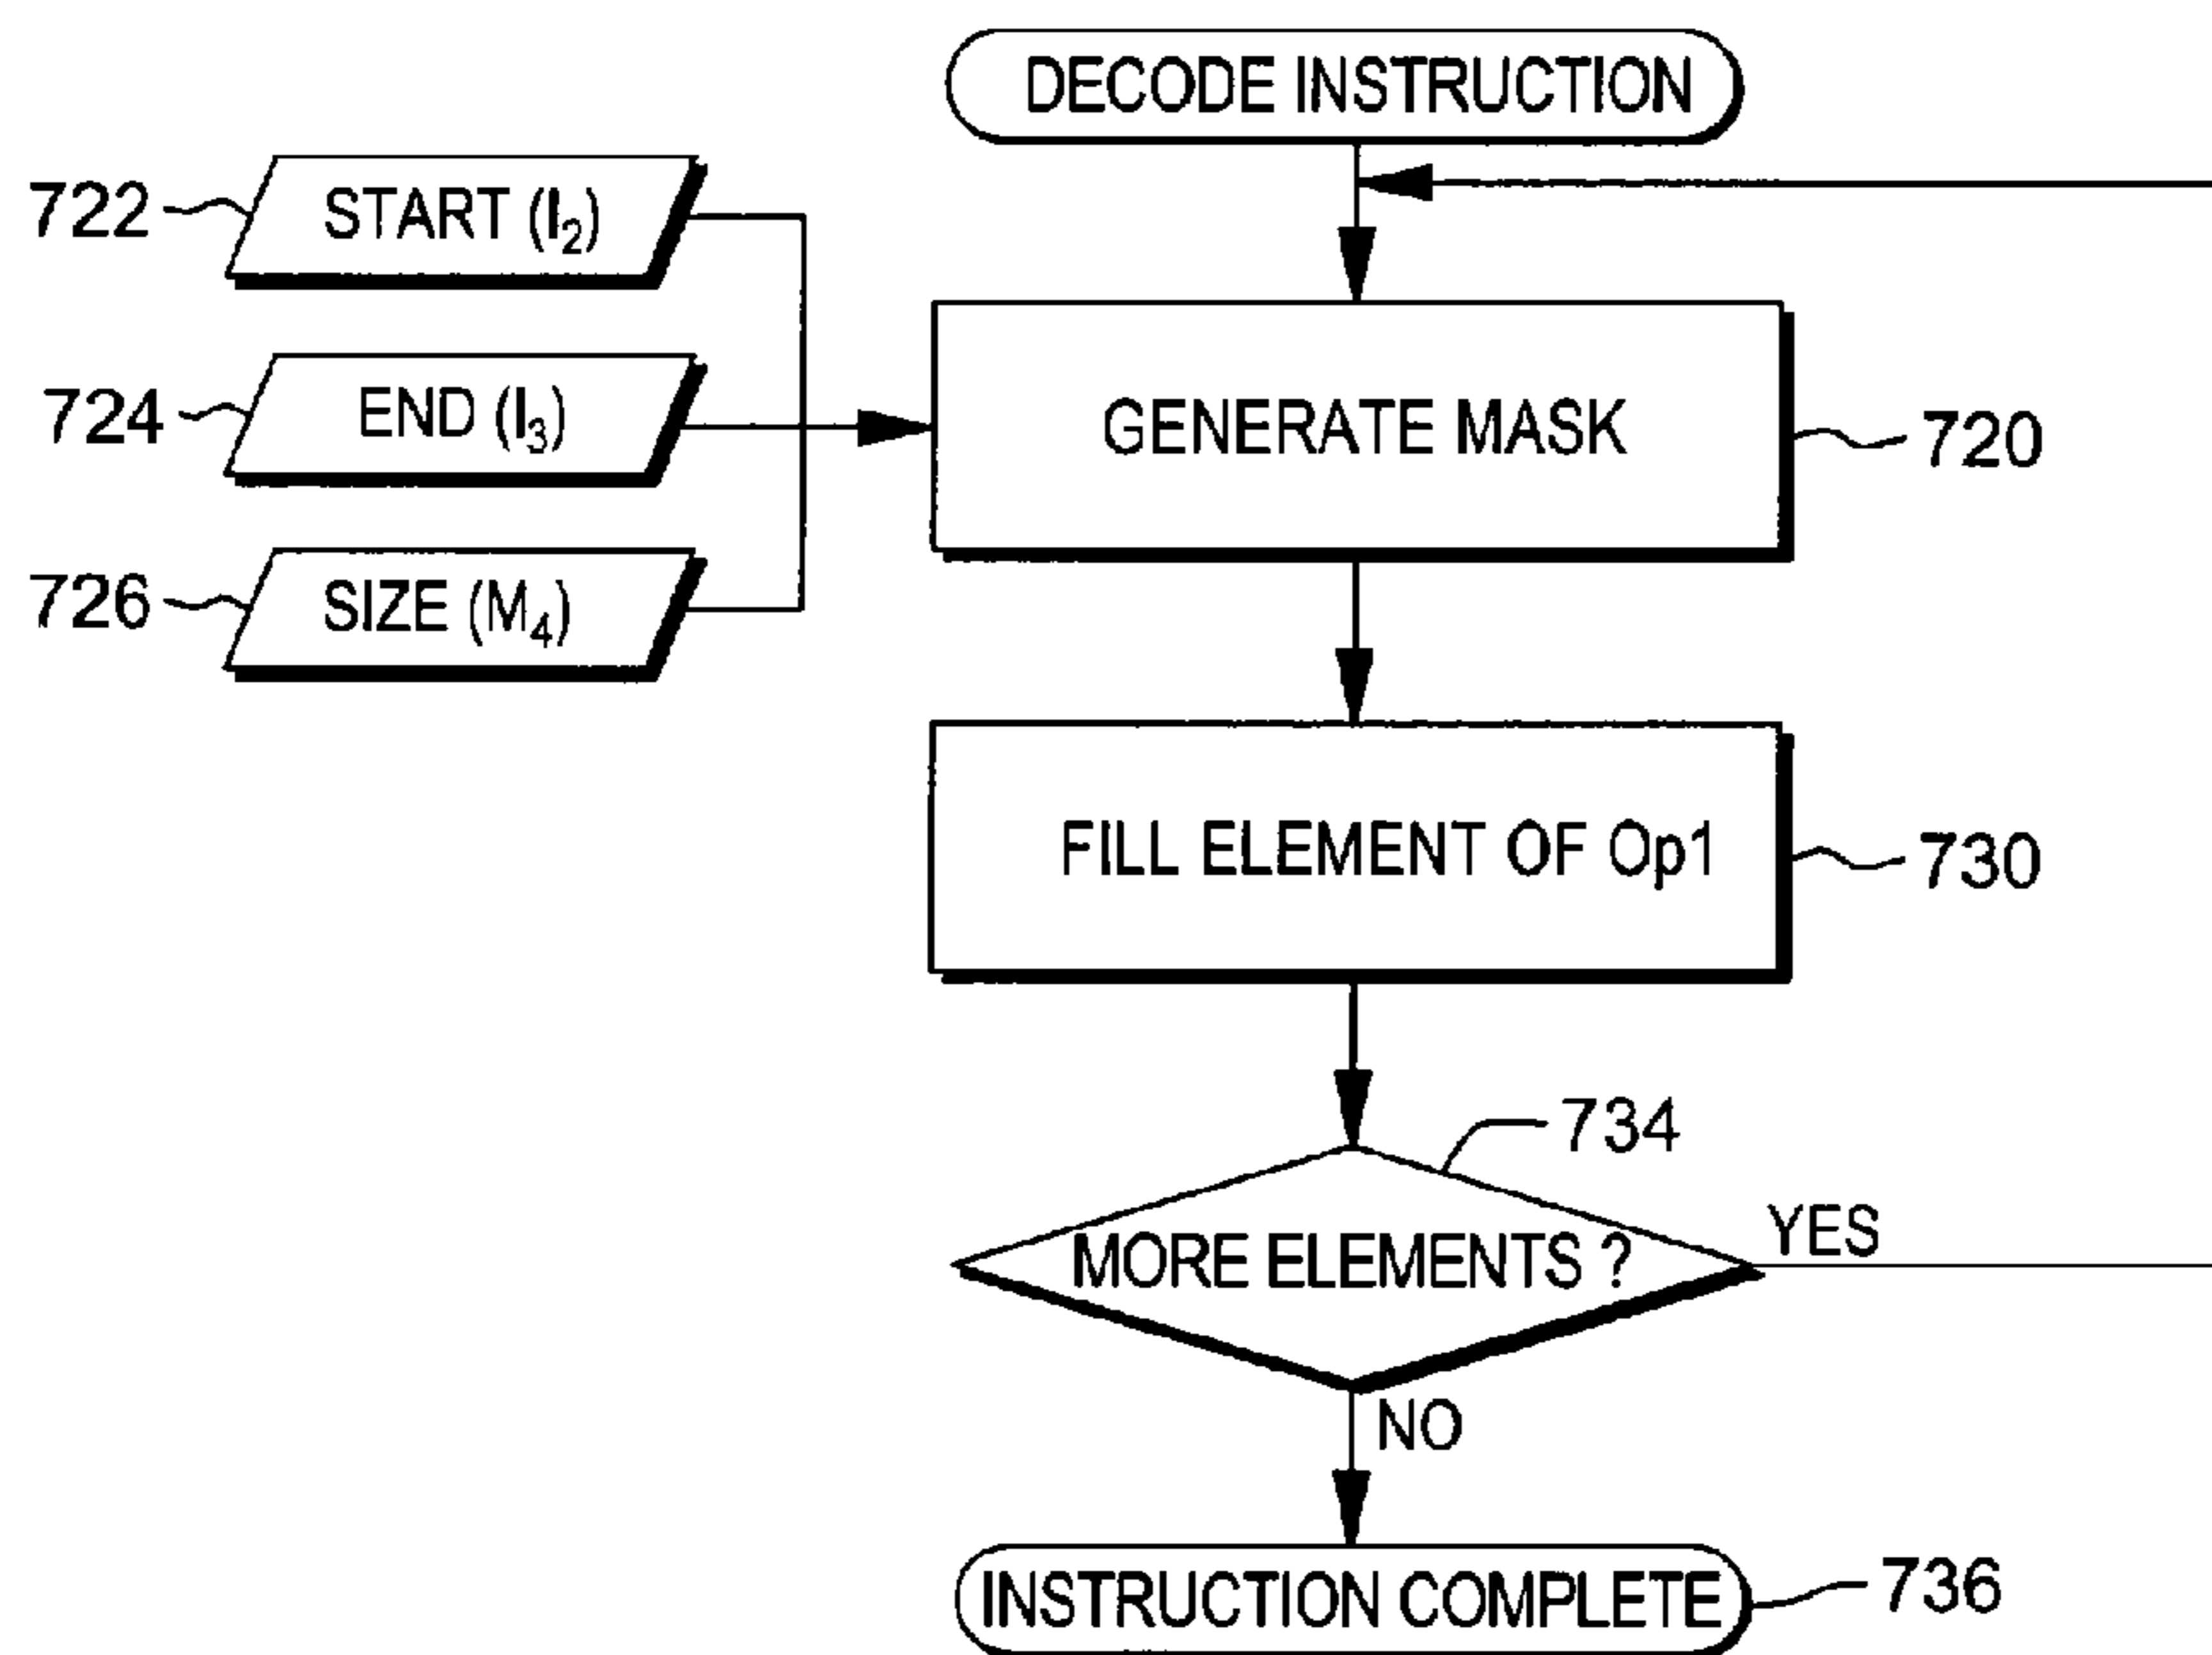 DECODE INSTRUCTION
722
START (I₂)
724
END (I₃)
GENERATE MASK
720
726
SIZE (M₄)
FILL ELEMENT OF Op1
730
734
MORE ELEMENTS ?
YES
NO
INSTRUCTION COMPLETE
736